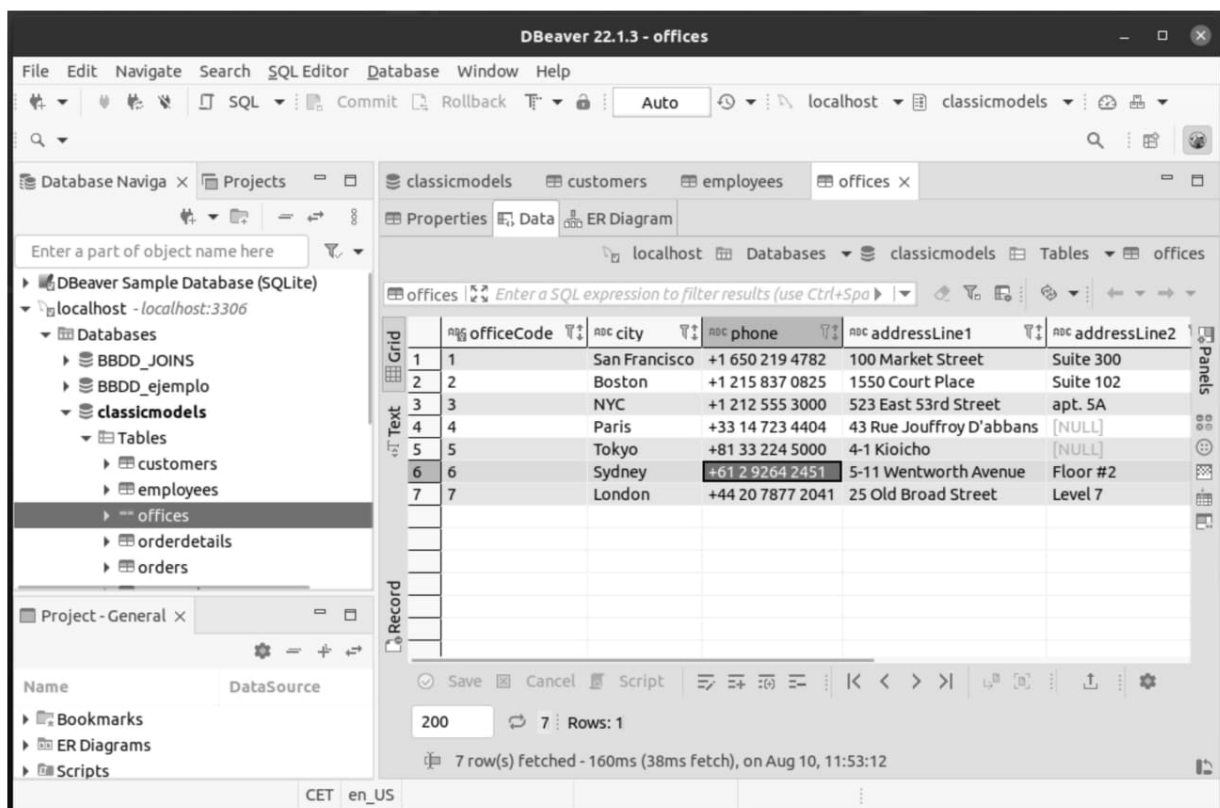 DBeaver 22.1.3 - offices
File Edit Navigate Search SQL Editor Database Window Help
SQL Commit Rollback Auto localhost classicmodels
Database Naviga Projects
classicmodels customers employees offices
Properties Data ER Diagram
Enter a part of object name here
localhost Databases classicmodels Tables offices
DBeaver Sample Database (SQLite)
localhost - localhost:3306
Databases
BBDD_JOINS
BBDD_ejemplo
classicmodels
Tables
customers
employees
offices
orderdetails
orders
offices Enter a SQL expression to filter results (use Ctrl+Spa
Grid
Text
Record
Panels
officeCode ABC city ABC phone ABC addressLine1 ABC addressLine2
1 1 San Francisco +1 650 219 4782 100 Market Street Suite 300
2 2 Boston +1 215 837 0825 1550 Court Place Suite 102
3 3 NYC +1 212 555 3000 523 East 53rd Street apt. 5A
4 4 Paris +33 14 723 4404 43 Rue Jouffroy D'abbans [NULL]
5 5 Tokyo +81 33 224 5000 4-1 Kioicho [NULL]
6 6 Sydney +61 2 9264 2451 5-11 Wentworth Avenue Floor #2
7 7 London +44 20 7877 2041 25 Old Broad Street Level 7
Project - General
Name DataSource
Bookmarks
ER Diagrams
Scripts
Save Cancel Script
200 7 Rows: 1
7 row(s) fetched - 160ms (38ms fetch), on Aug 10, 11:53:12
CET en_US